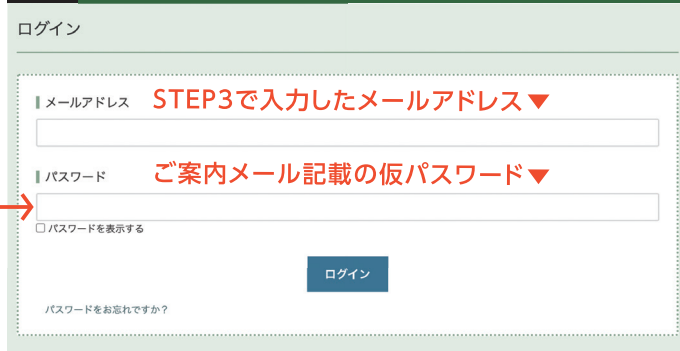 ログイン
メールアドレス STEP3で入力したメールアドレス▼
パスワード ご案内メール記載の仮パスワード▼
パスワードを表示する
ログイン
パスワードをお忘れですか？